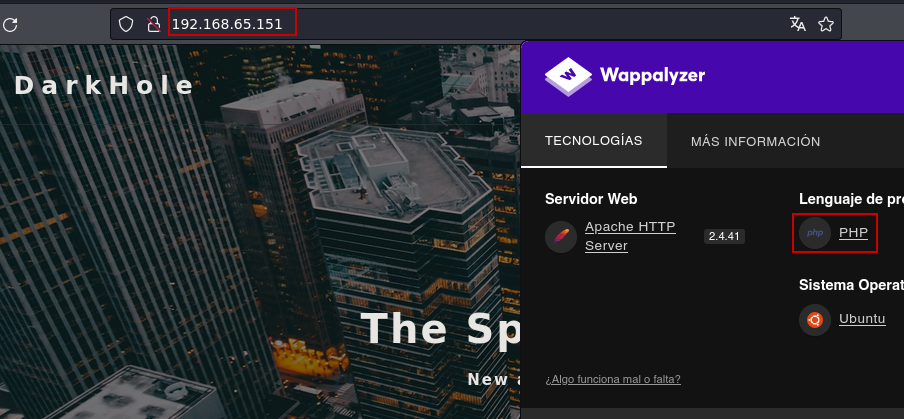 192.168.65.151
DarkHole
Wappalyzer
TECNOLOGÍAS
MÁS INFORMACIÓN
Servidor Web
Lenguaje de pro
Apache HTTP
Server
2.4.41
php
PHP
Sistema Operat
Ubuntu
The Sp
New a
¿Algo funciona mal o falta?